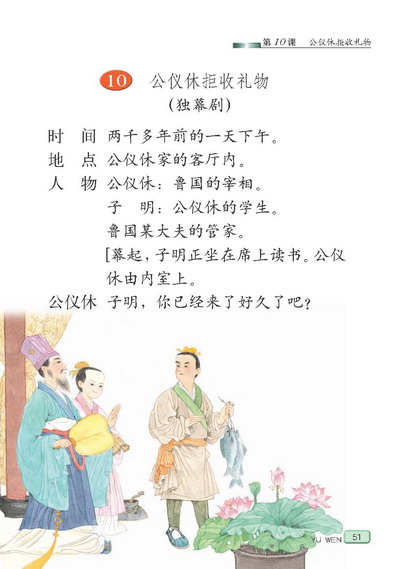 第10课 公仪休拒收礼物
10 公仪休拒收礼物
(独幕剧)
时 间 两千多年前的一天下午。
地 点 公仪休家的客厅内。
人 物 公仪休：鲁国的宰相。
子 明：公仪休的学生。
鲁国某大夫的管家。
[幕起，子明正坐在席上读书。公仪
休由内室上。
公仪休 子明，你已经来了好久了吧？
YU WEN 51